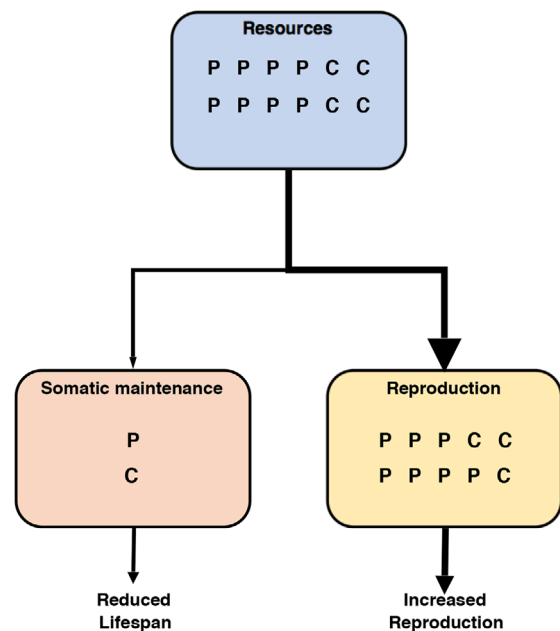 Resources
P P P P C C
P P P P C C
Somatic maintenance
P
C
Reproduction
P P P C C
P P P P C
Reduced
Lifespan
Increased
Reproduction